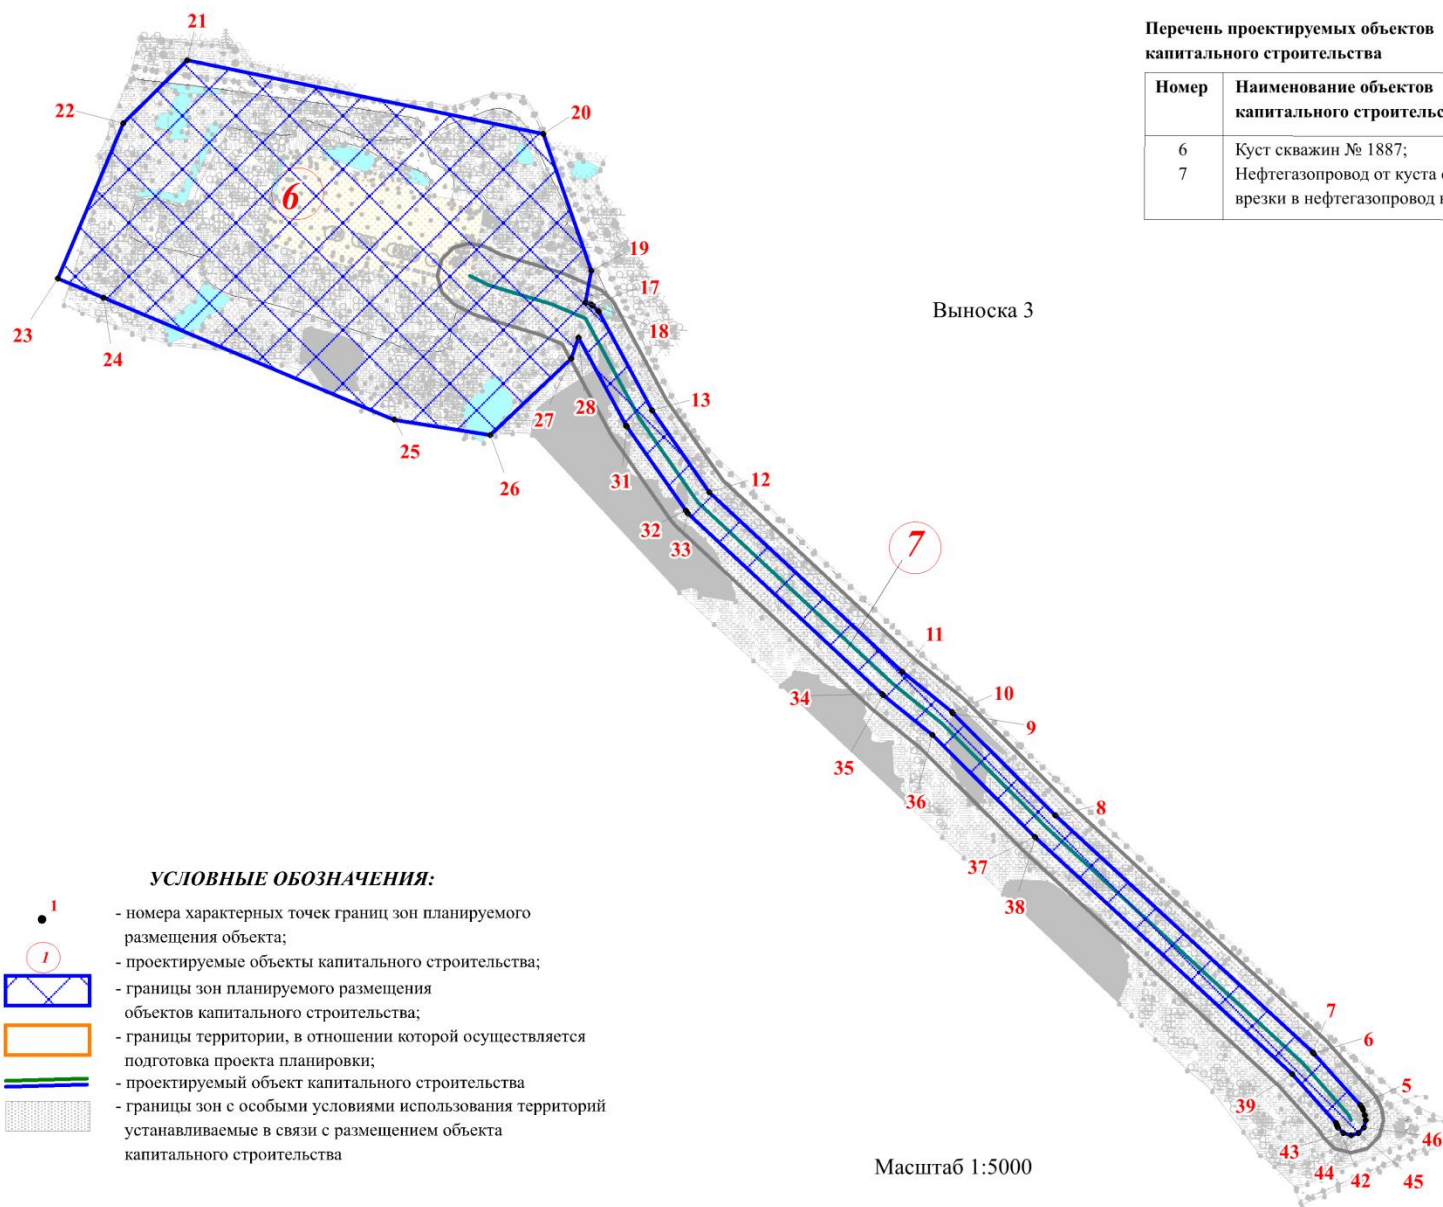 Перечень проектируемых объектов
капитального строительства
Номер
Наименование объектов
капитального
6
Куст скважин № 1887;
7
Нефтегазопровод от куста
врезки в нефтегазопровод
Выноска 3
21
22
20
6
19
17
18
23
24
13
28
27
25
26
12
31
32
33
7
11
10
9
34
35
36
8
37
38
7
6
5
39
46
43
44
42
45
УСЛОВНЫЕ ОБОЗНАЧЕНИЯ:
1
- номера характерных точек границ зон планируемого
размещения объекта;
1
- проектируемые объекты капитального строительства;
- границы зон планируемого размещения
объектов капитального строительства;
- границы территории, в отношении которой осуществляется
подготовка проекта планировки;
- проектируемый объект капитального строительства
- границы зон с особыми условиями использования территорий
устанавливаемые в связи с размещением объекта
капитального строительства
Масштаб 1:5000